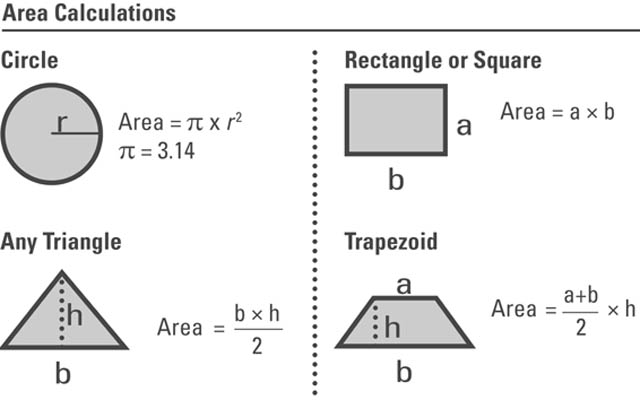 Area Calculations
Circle
r
Area = π x r²
π = 3.14
Rectangle or Square
a
b
Area = a × b
Any Triangle
h
b
Area = b × h
2
Trapezoid
a
h
b
Area = a+b × h
2